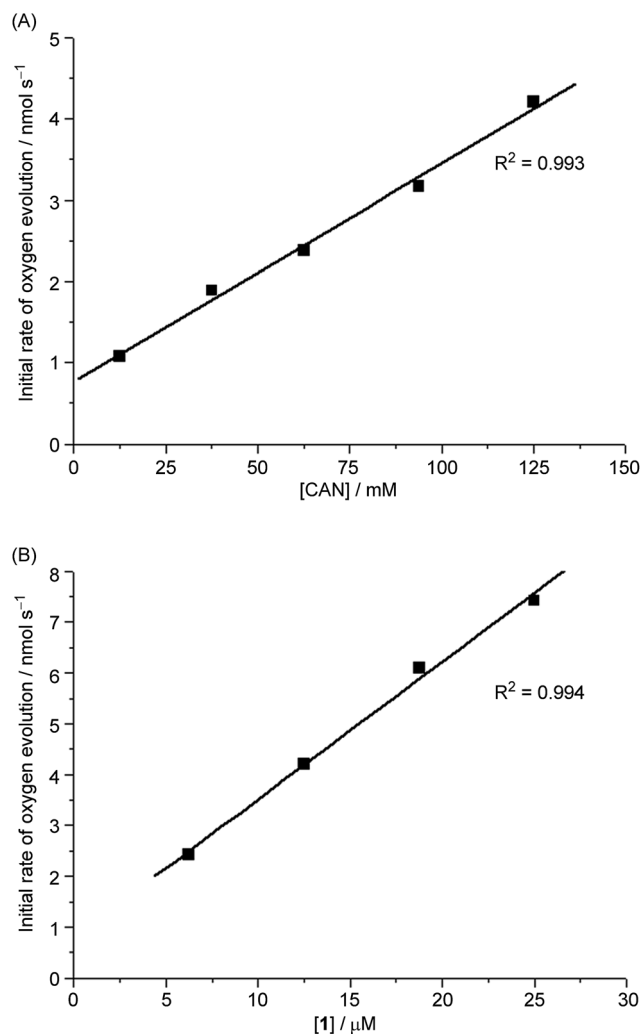 (A)
5
4
3
2
1
0
Initial rate of oxygen evolution / nmol s⁻¹
R² = 0.993
0 25 50 75 100 125 150
[CAN] / mM
(B)
8
7
6
5
4
3
2
1
0
Initial rate of oxygen evolution / nmol s⁻¹
R² = 0.994
0 5 10 15 20 25 30
[1] / μM